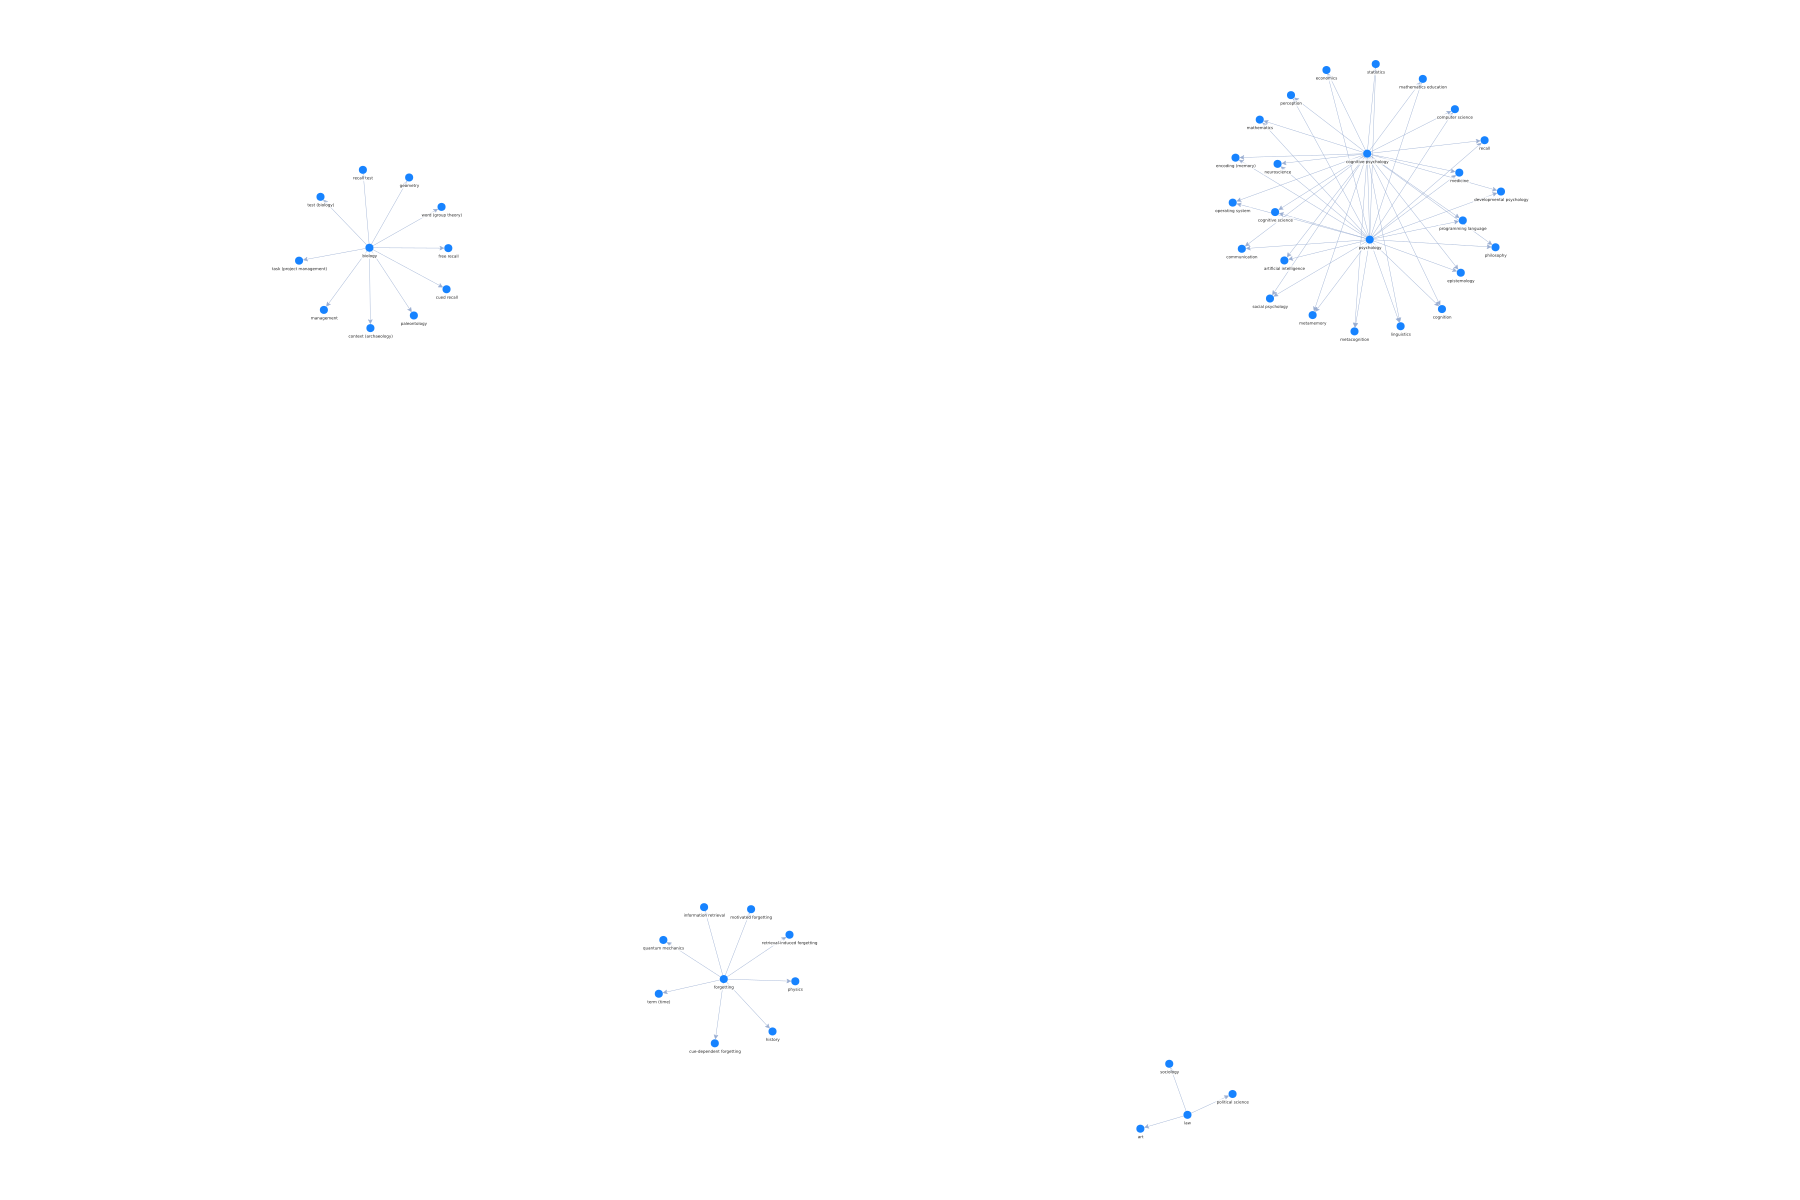 statistics
economics
mathematics education
perception
computer science
mathematics
recall
cognitive psychology
encoding (memory)
neuroscience
medicine
developmental psychology
operating system
cognitive science
programming language
psychology
philosophy
communication
artificial intelligence
epistemology
social psychology
cognition
metamemory
linguistics
metacognition
recall test
geometry
test (biology)
word (group theory)
biology
free recall
task (project management)
cued recall
management
paleontology
context (archaeology)
information retrieval
motivated forgetting
retrieval-induced forgetting
quantum mechanics
forgetting
physics
term (time)
history
cue-dependent forgetting
sociology
political science
law
art